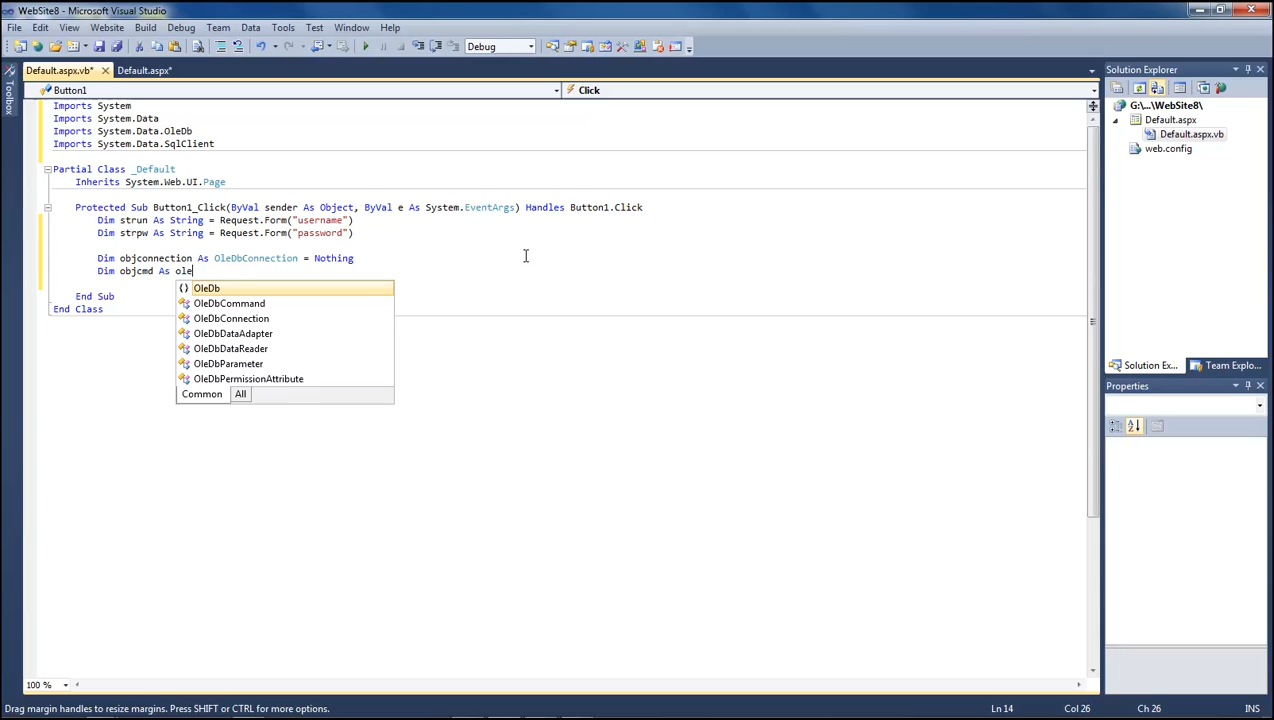 WebSite8 - Microsoft Visual Studio
File Edit View Website Build Debug Team Data Tools Test Window Help
Debug
Default.aspx.vb* Default.aspx*
Solution Explorer
Toolbox
Button1 Click
Imports System
Imports System.Data
Imports System.Data.OleDb
Imports System.Data.SqlClient
G:\...\WebSite8\
Default.aspx
Default.aspx.vb
web.config
Partial Class _Default
Inherits System.Web.UI.Page
Protected Sub Button1_Click(ByVal sender As Object, ByVal e As System.EventArgs) Handles Button1.Click
Dim strun As String = Request.Form("username")
Dim strpw As String = Request.Form("password")
Dim objconnection As OleDbConnection = Nothing
Dim objcmd As ole
End Sub
End Class
OleDb
OleDbCommand
OleDbConnection
OleDbDataAdapter
OleDbDataReader
OleDbParameter
OleDbPermissionAttribute
Common All
Solution Ex... Team Explo...
Properties
100 %
Drag margin handles to resize margins. Press SHIFT or CTRL for more options.
Ln 14 Col 26 Ch 26 INS